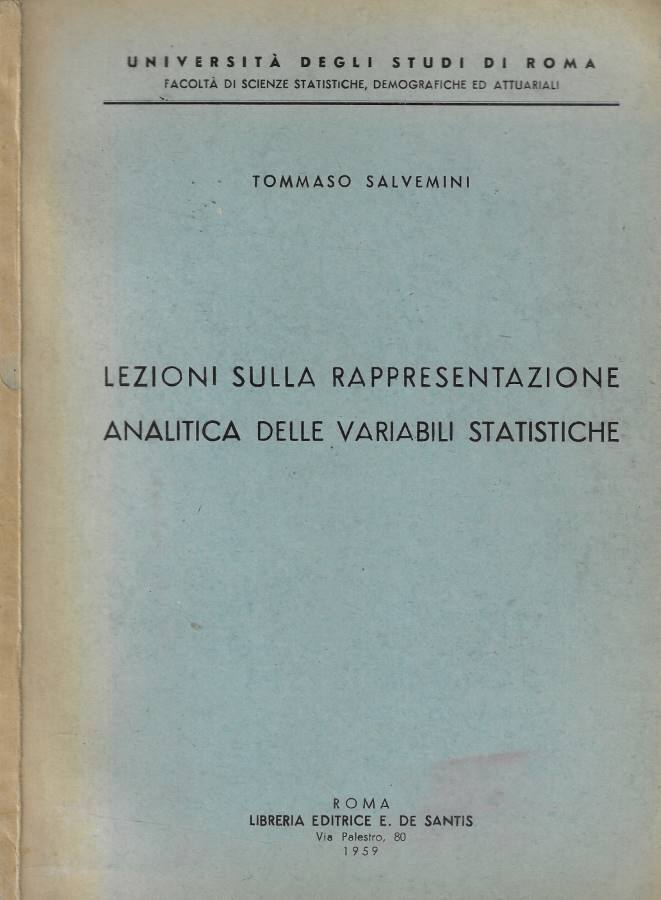 UNIVERSITÀ DEGLI STUDI DI ROMA
FACOLTÀ DI SCIENZE STATISTICHE, DEMOGRAFICHE ED ATTUARIALI
TOMMASO SALVEMINI
LEZIONI SULLA RAPPRESENTAZIONE
ANALITICA DELLE VARIABILI STATISTICHE
ROMA
LIBRERIA EDITRICE E. DE SANTIS
Via Palestro, 80
1959